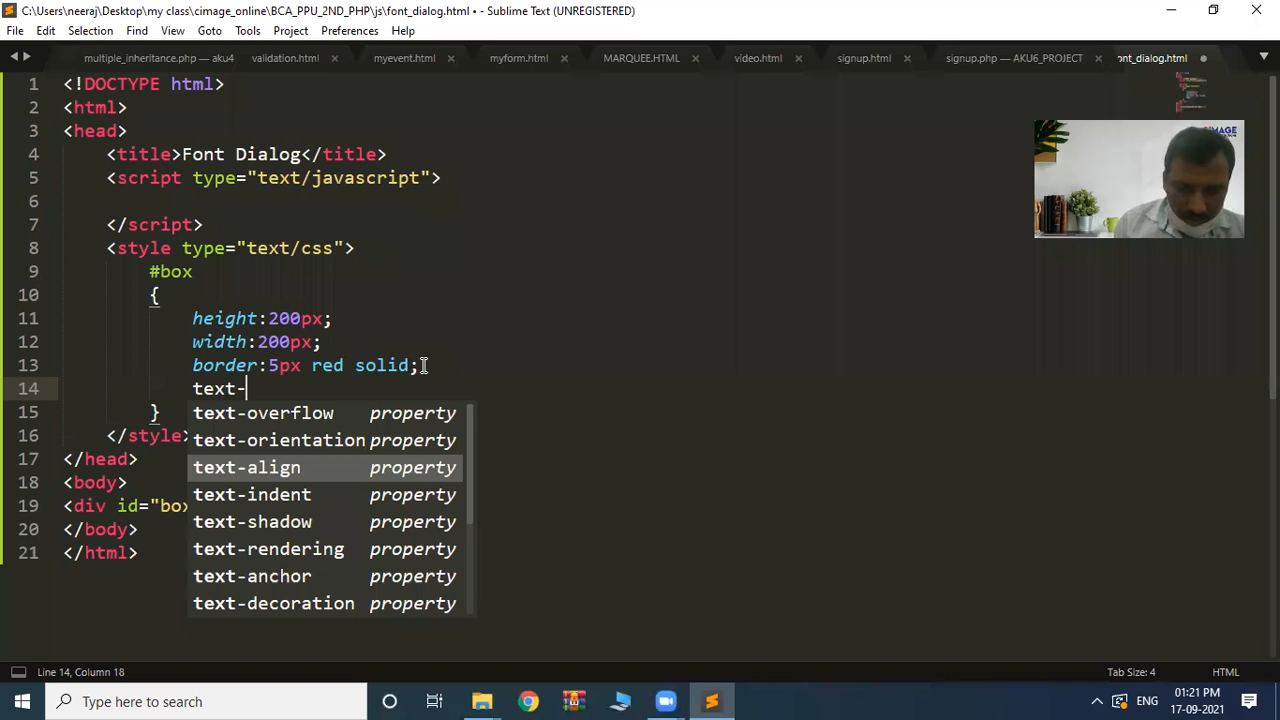 C:\Users\neeraj\Desktop\my class\cimage_online\BCA_PPU_2ND_PHP\js\font_dialog.html • - Sublime Text (UNREGISTERED)
File Edit Selection Find View Goto Tools Project Preferences Help
multiple_inheritance.php — aku4 validation.html myevent.html myform.html MARQUEE.HTML video.html signup.html signup.php — AKU6_PROJECT ont_dialog.html
1 <!DOCTYPE html>
2 <html>
3 <head>
4 <title>Font Dialog</title>
5 <script type="text/javascript">
6
7 </script>
8 <style type="text/css">
9 #box
10 {
11 height:200px;
12 width:200px;
13 border:5px red solid;
14 text-
15 }
16 </style>
17 </head>
18 <body>
19 <div id="box
20 </body>
21 </html>
text-overflow property
text-orientation property
text-align property
text-indent property
text-shadow property
text-rendering property
text-anchor property
text-decoration property
Line 14, Column 18 Tab Size: 4 HTML
Type here to search
ENG
01:21 PM
17-09-2021